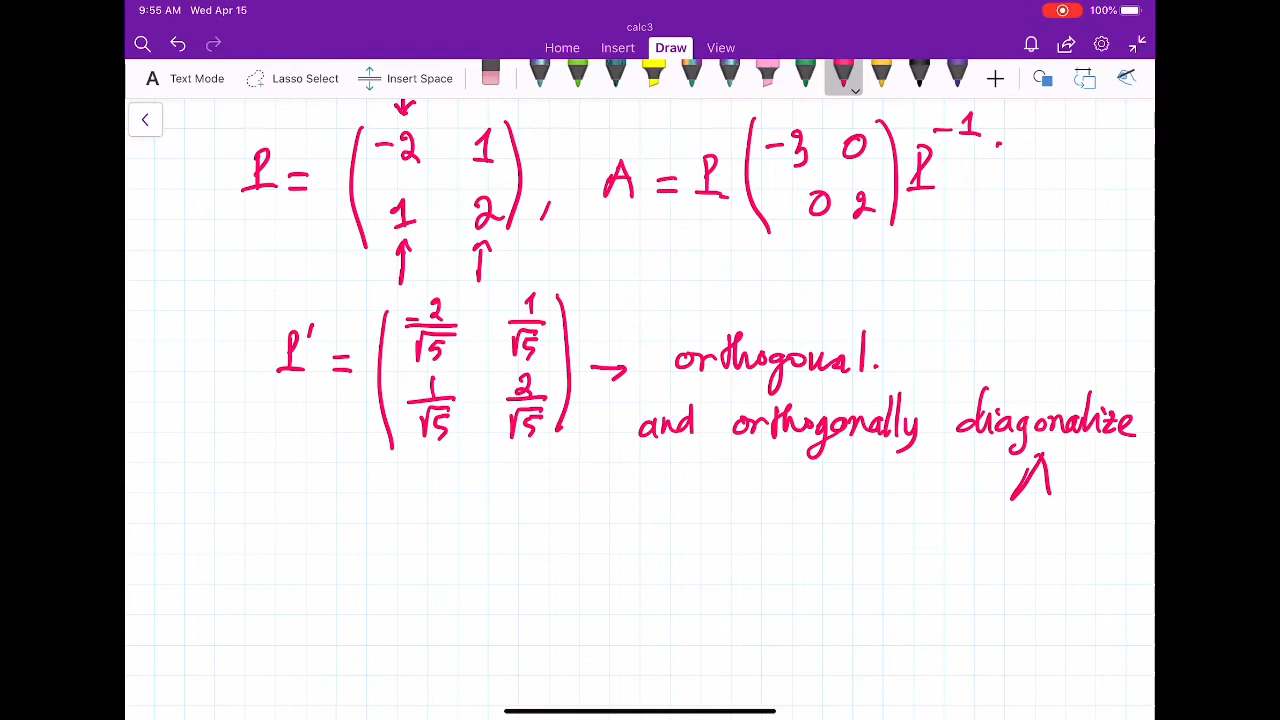 9:55 AM Wed Apr 15
100%
calc3
Home Insert Draw View
A Text Mode Lasso Select Insert Space
P = ( -2 1 ; 1 2 ), A = P ( -3 0 ; 0 2 ) P^-1.
P' = ( -2/√5 1/√5 ; 1/√5 2/√5 ) → orthogonal.
and orthogonally diagonalize
A